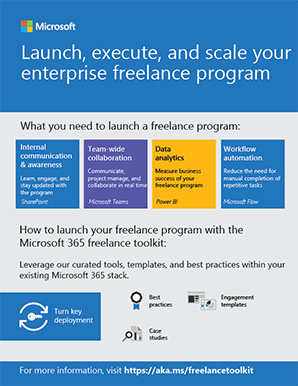 Microsoft
Launch, execute, and scale your
enterprise freelance program
What you need to launch a freelance program:
Internal
communication
& awareness
Learn, engage, and
stay updated with
the program
SharePoint
Team-wide
collaboration
Communicate,
project manage, and
collaborate in real time
Microsoft Teams
Data
analytics
Measure business
success of your
freelance program
Power BI
Workflow
automation
Reduce the need for
manual completion of
repetitive tasks
Microsoft Flow
How to launch your freelance program with the
Microsoft 365 freelance toolkit:
Leverage our curated tools, templates, and best practices within your
existing Microsoft 365 stack.
Turn key
deployment
Best
practices
Engagement
templates
Case
studies
For more information, visit https://aka.ms/freelancetoolkit